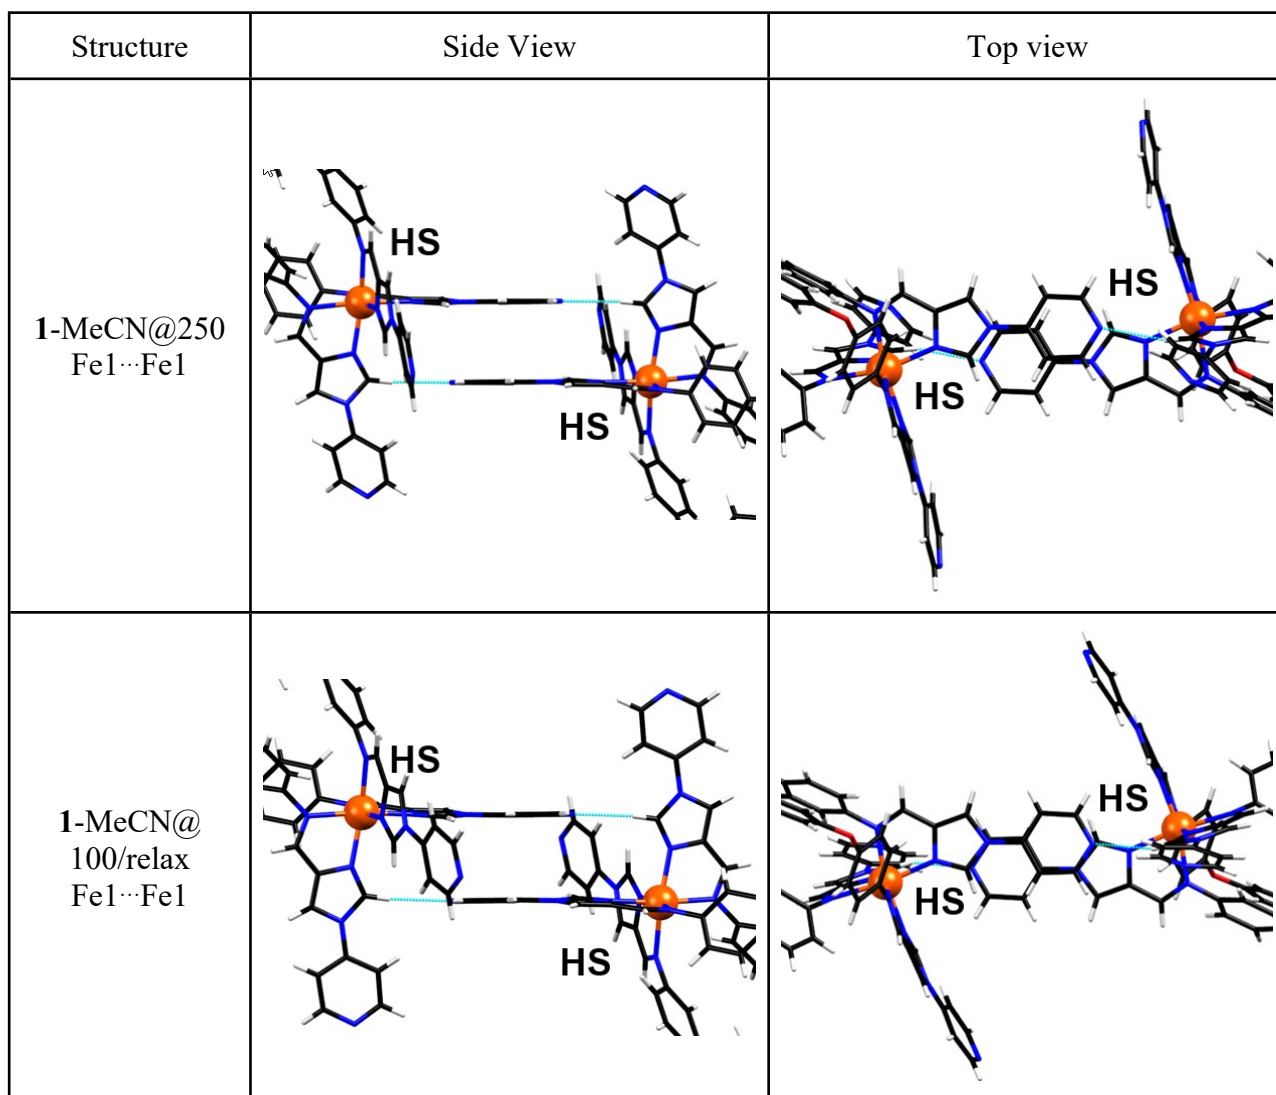 Structure
Side View
Top view
1-MeCN@250
Fe1···Fe1
HS
HS
HS
HS
1-MeCN@
100/relax
Fe1···Fe1
HS
HS
HS
HS